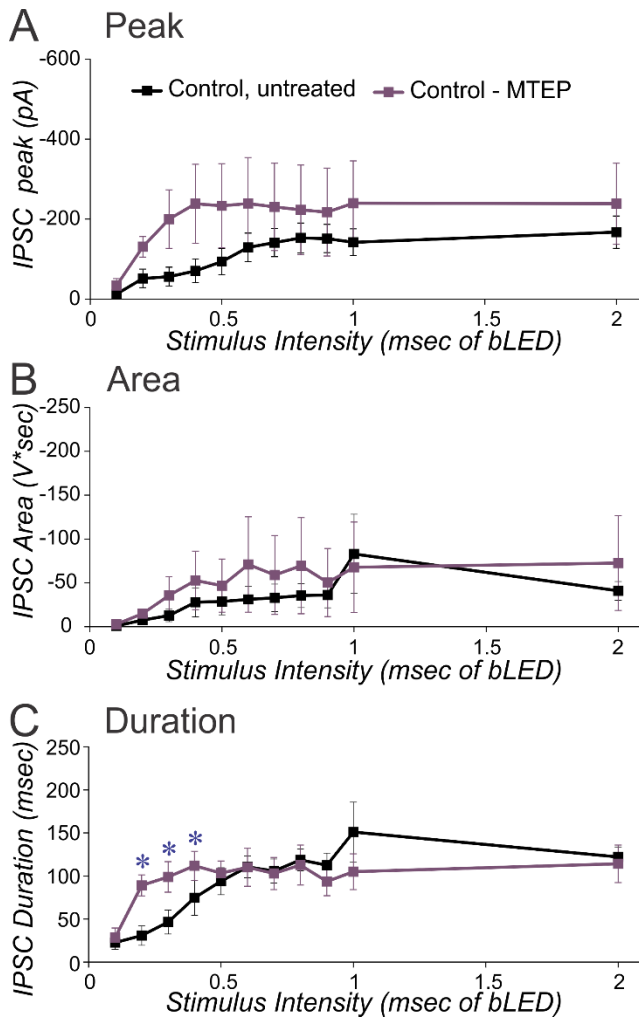 A Peak
-600
-400
-200
0
IPSC peak (pA)
Control, untreated
Control - MTEP
0 0.5 1 1.5 2
Stimulus Intensity (msec of bLED)
B Area
-250
-200
-150
-100
-50
0
IPSC Area (V*sec)
0 0.5 1 1.5 2
Stimulus Intensity (msec of bLED)
C Duration
250
200
150
100
50
0
IPSC Duration (msec)
* * *
0 0.5 1 1.5 2
Stimulus Intensity (msec of bLED)